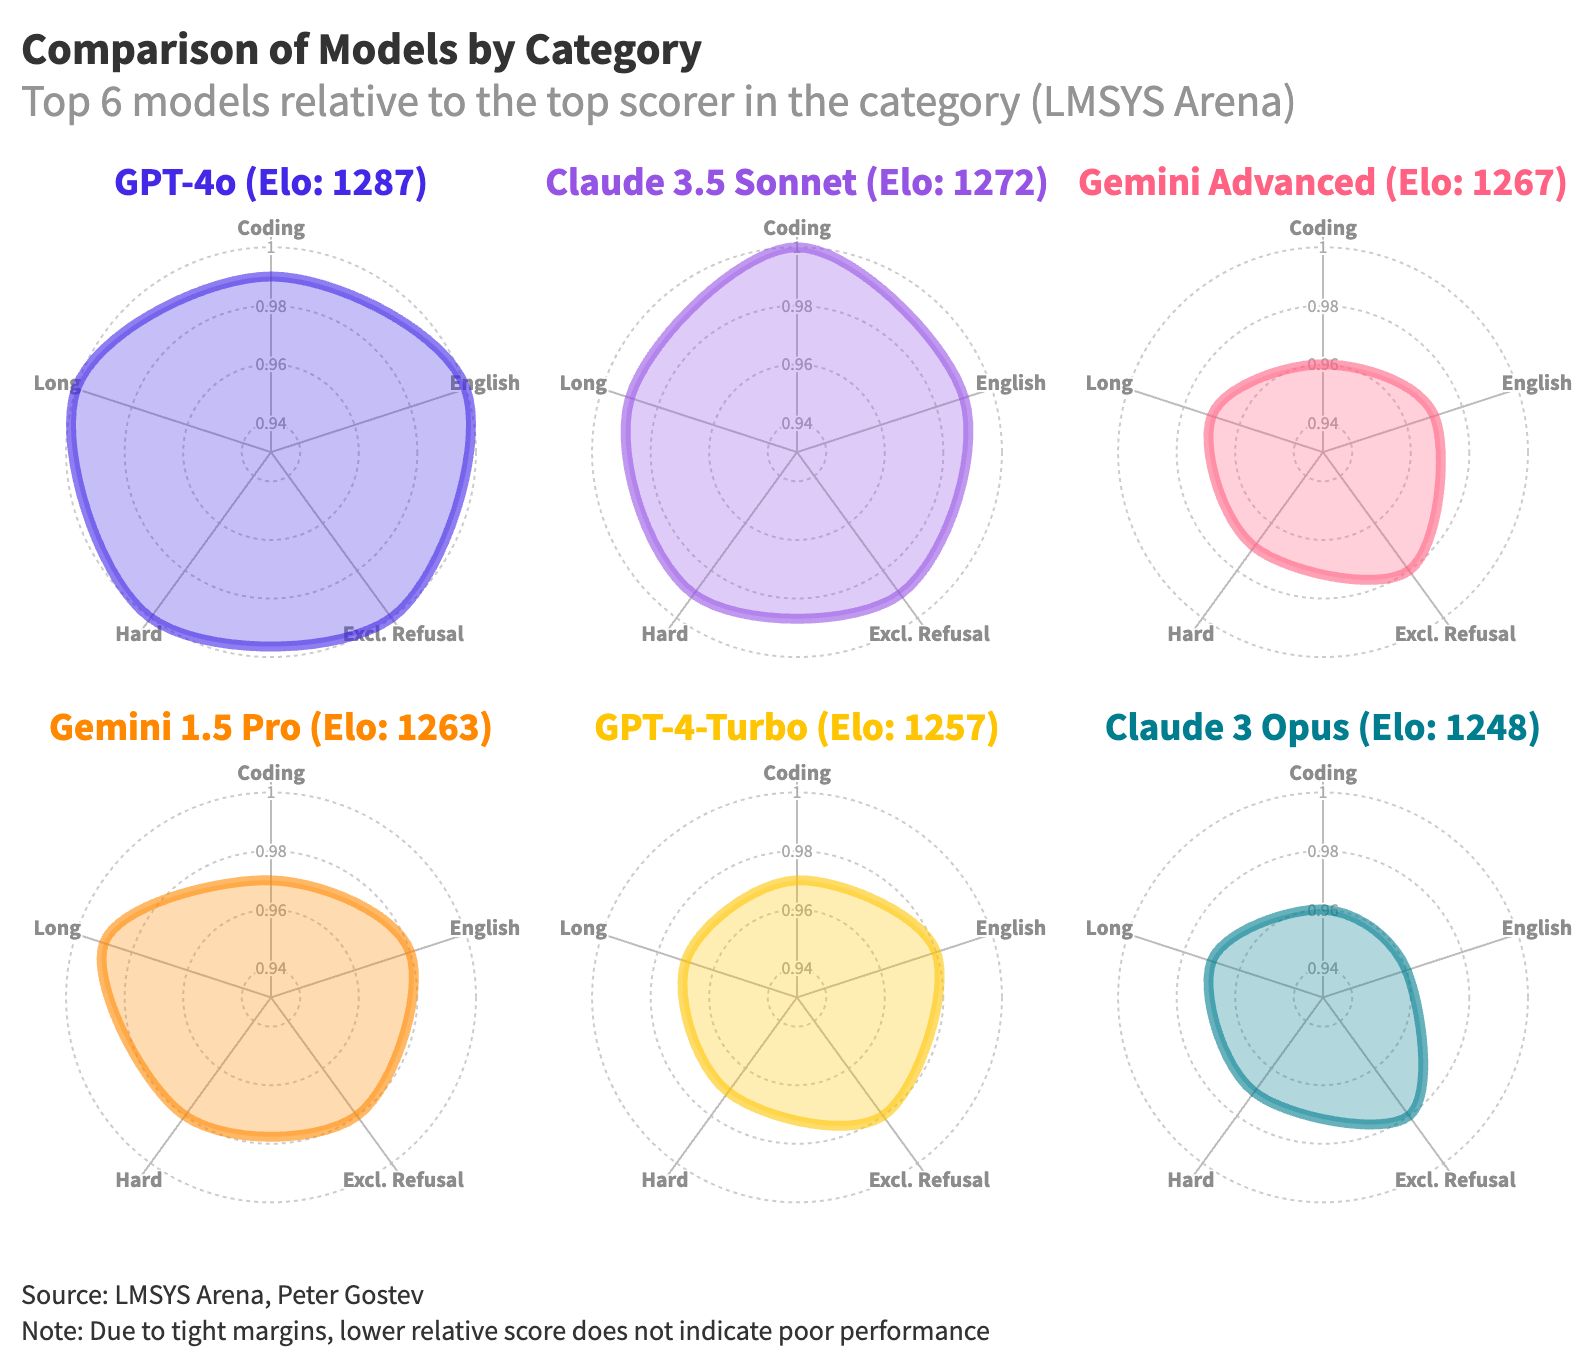 Comparison of Models by Category
Top 6 models relative to the top scorer in the category (LMSYS Arena)
GPT-4o (Elo: 1287)
Coding
1
0.98
0.96
0.94
Long
English
Hard
Excl. Refusal
Claude 3.5 Sonnet (Elo: 1272)
Coding
1
0.98
0.96
0.94
Long
English
Hard
Excl. Refusal
Gemini Advanced (Elo: 1267)
Coding
1
0.98
0.96
0.94
Long
English
Hard
Excl. Refusal
Gemini 1.5 Pro (Elo: 1263)
Coding
1
0.98
0.96
0.94
Long
English
Hard
Excl. Refusal
GPT-4-Turbo (Elo: 1257)
Coding
1
0.98
0.96
0.94
Long
English
Hard
Excl. Refusal
Claude 3 Opus (Elo: 1248)
Coding
1
0.98
0.96
0.94
Long
English
Hard
Excl. Refusal
Source: LMSYS Arena, Peter Gostev
Note: Due to tight margins, lower relative score does not indicate poor performance